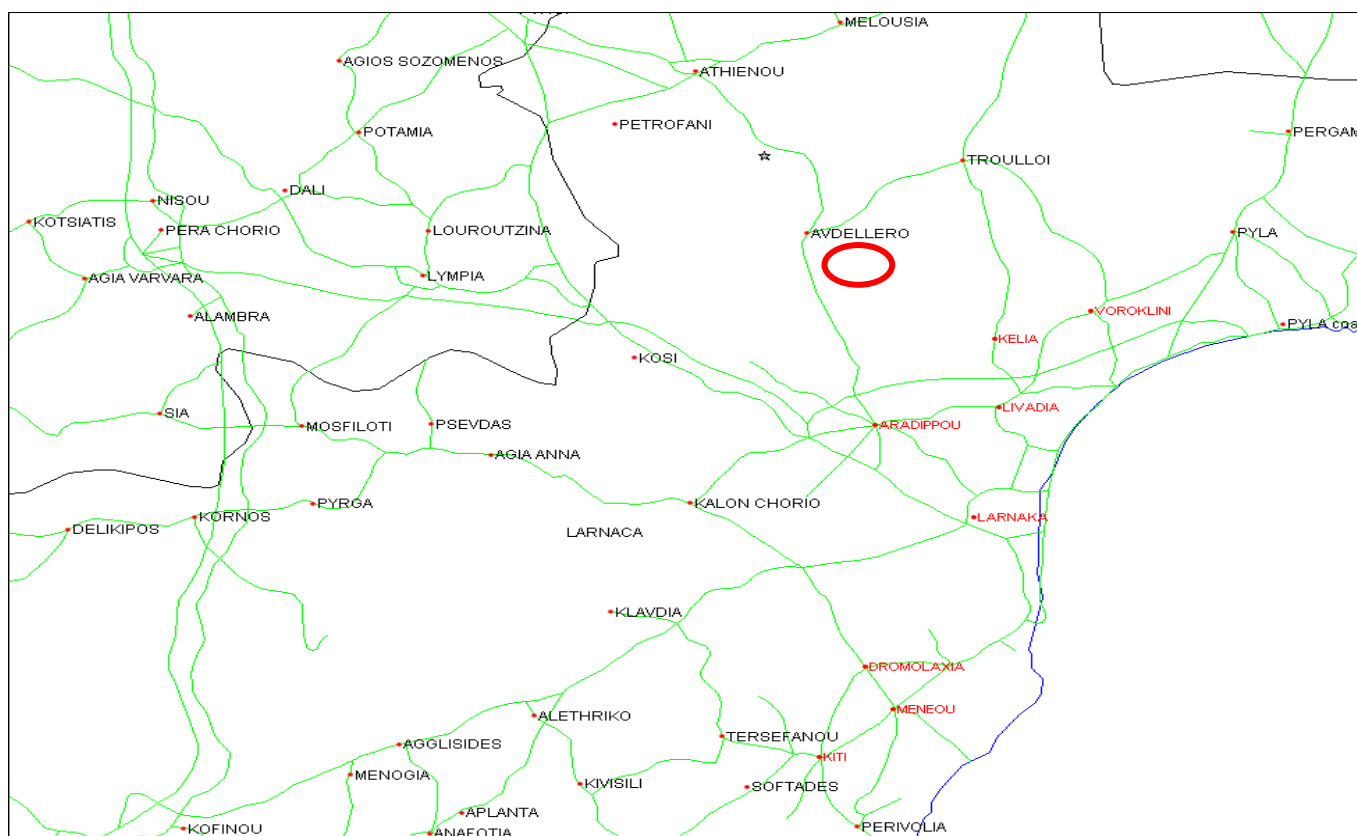 MELOUSIA
AGIOS SOZOMENOS
ATHIENOU
PETROFANI
POTAMIA
PERGAM
TROULLOI
DALI
NISOU
KOTSIATIS
PERA CHORIO
LOUROUTZINA
AVDELLERO
PYLA
AGIA VARVARA
LYMPIA
ALAMBRA
VOROKLINI
PYLA coa
KELIA
KOSI
SIA
MOSFILOTI
PSEVDAS
LIVADIA
ARADIPPOU
AGIA ANNA
PYRGA
KALON CHORIO
KORNOS
DELIKIPOS
LARNACA
LARNAKA
KLAVDIA
DROMOLAXIA
ALETHRIKO
MENEOU
AGGLISIDES
TERSEFANOU
KITI
MENOGIA
KIVISILI
SOFTADES
APLANTA
KOFINOU
ANAFOTIA
PERIVOLIA